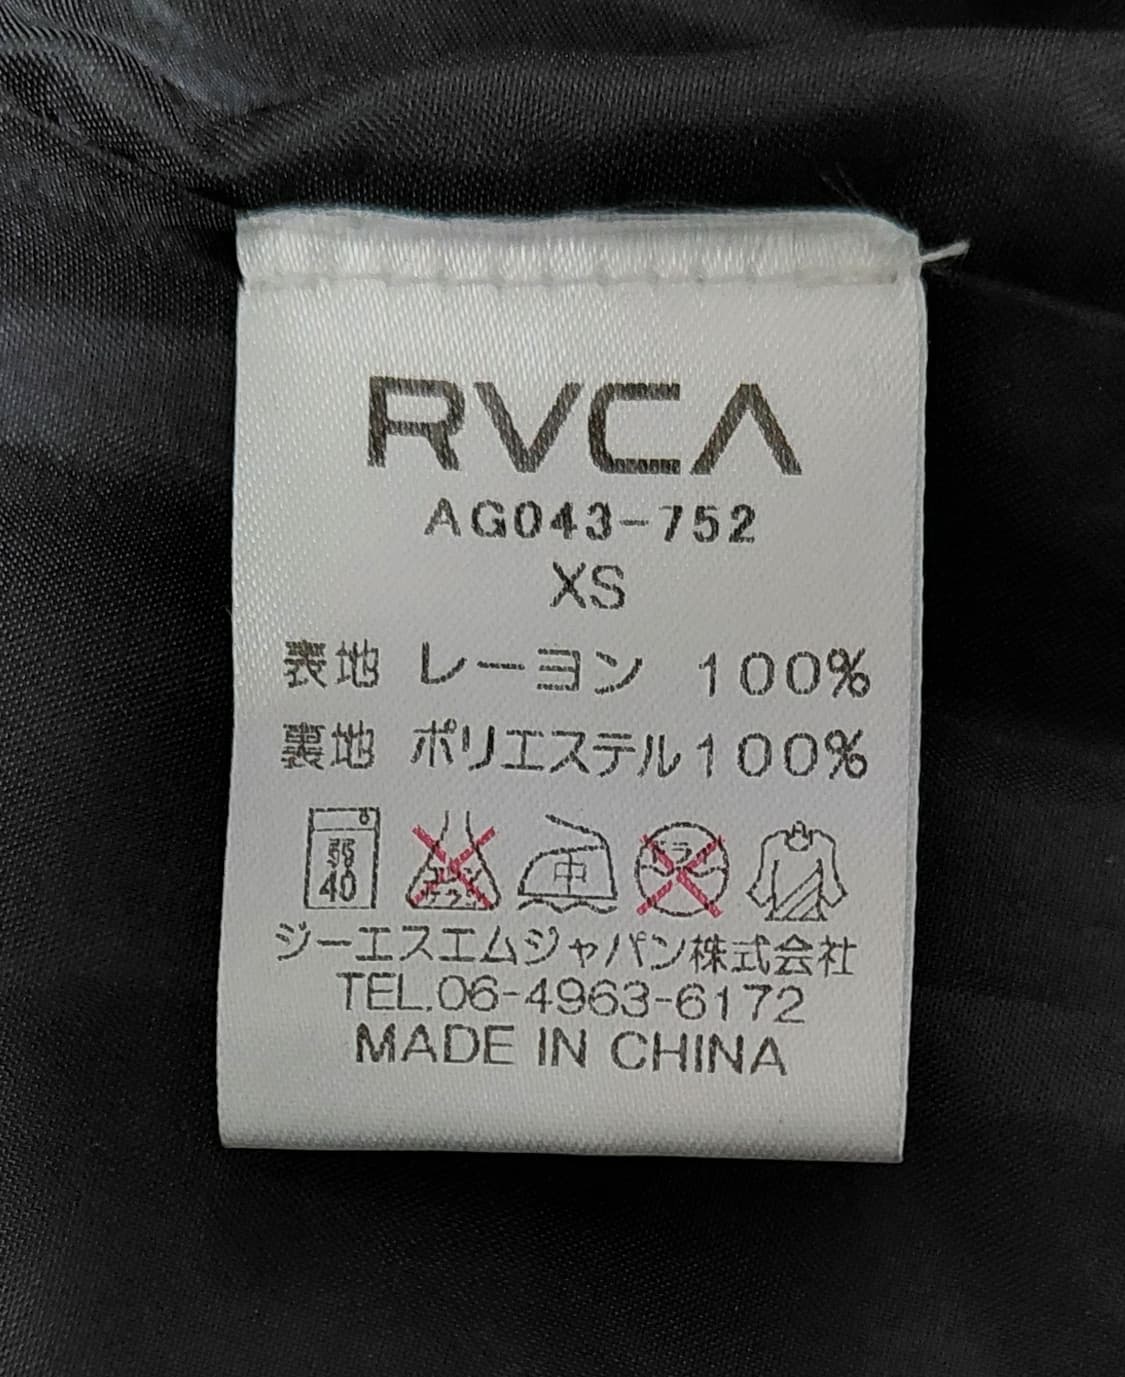 RVCA
AG043-752
XS
表地 レーヨン 100%
裏地 ポリエステル100%
40 中
ジーエスエムジャパン株式会社
TEL.06-4963-6172
MADE IN CHINA